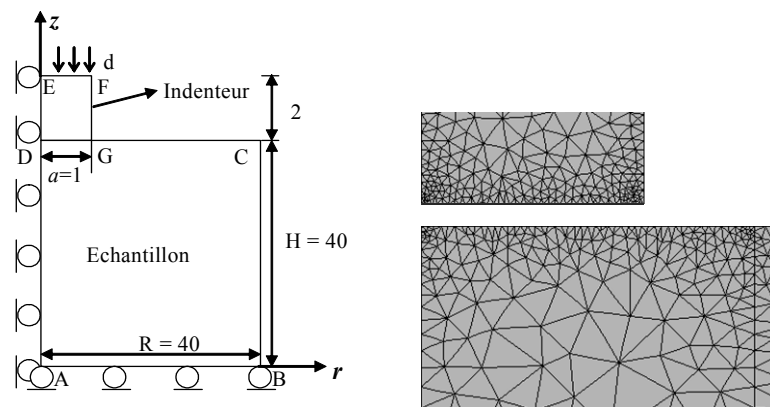 z
d
E F
Indenteur
2
D G C
a=1
Echantillon
H = 40
R = 40
A B r